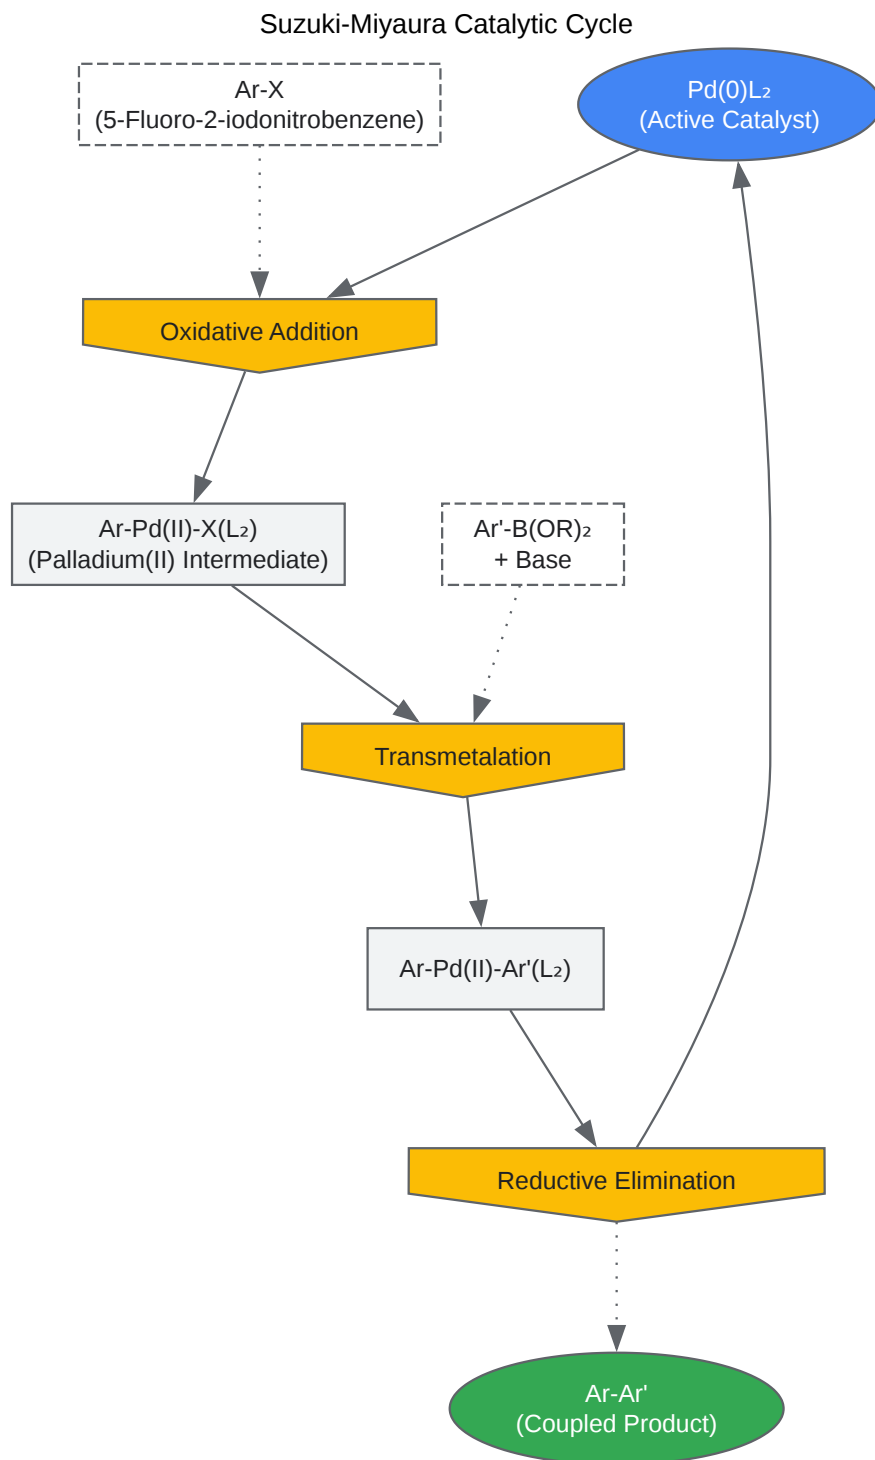 Suzuki-Miyaura Catalytic Cycle
Ar-X
(5-Fluoro-2-iodonitrobenzene)
Pd(0)L₂
(Active Catalyst)
Oxidative Addition
Ar-Pd(II)-X(L₂)
(Palladium(II) Intermediate)
Ar'-B(OR)₂
+ Base
Transmetalation
Ar-Pd(II)-Ar'(L₂)
Reductive Elimination
Ar-Ar'
(Coupled Product)